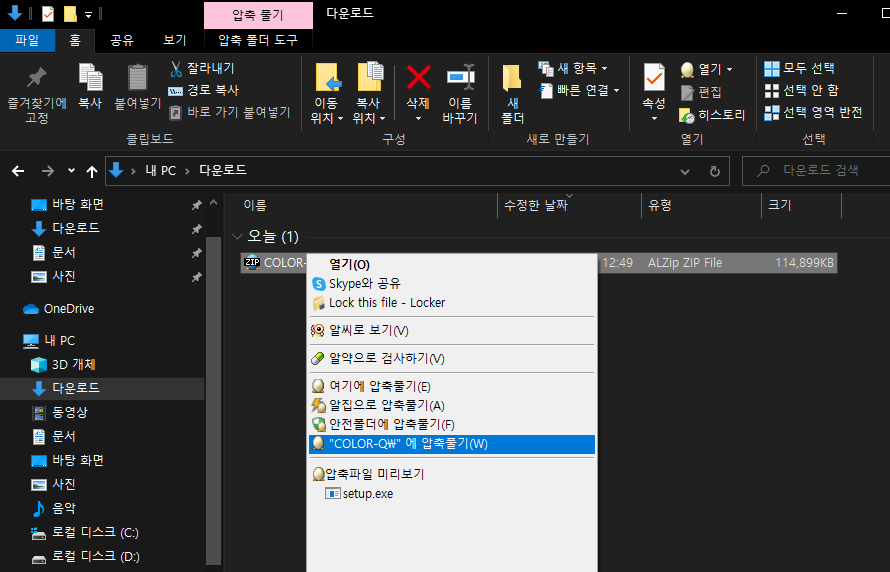 압축 풀기 다운로드
파일 홈 공유 보기 압축 폴더 도구
즐겨찾기에 고정
복사
붙여넣기
잘라내기
경로 복사
바로 가기 붙여넣기
클립보드
이동 위치
복사 위치
삭제
이름 바꾸기
구성
새 폴더
새 항목
빠른 연결
새로 만들기
속성
열기
편집
히스토리
열기
모두 선택
선택 안 함
선택 영역 반전
선택
내 PC > 다운로드
다운로드 검색
바탕 화면
다운로드
문서
사진
OneDrive
내 PC
3D 개체
다운로드
동영상
문서
바탕 화면
사진
음악
로컬 디스크 (C:)
로컬 디스크 (D:)
이름 수정한 날짜 유형 크기
오늘 (1)
COLOR- 12:49 ALZip ZIP File 114,899KB
열기(O)
Skype와 공유
Lock this file - Locker
알씨로 보기(V)
알약으로 검사하기(V)
여기에 압축풀기(E)
알집으로 압축풀기(A)
안전폴더에 압축풀기(F)
"COLOR-Q₩" 에 압축풀기(W)
압축파일 미리보기
setup.exe